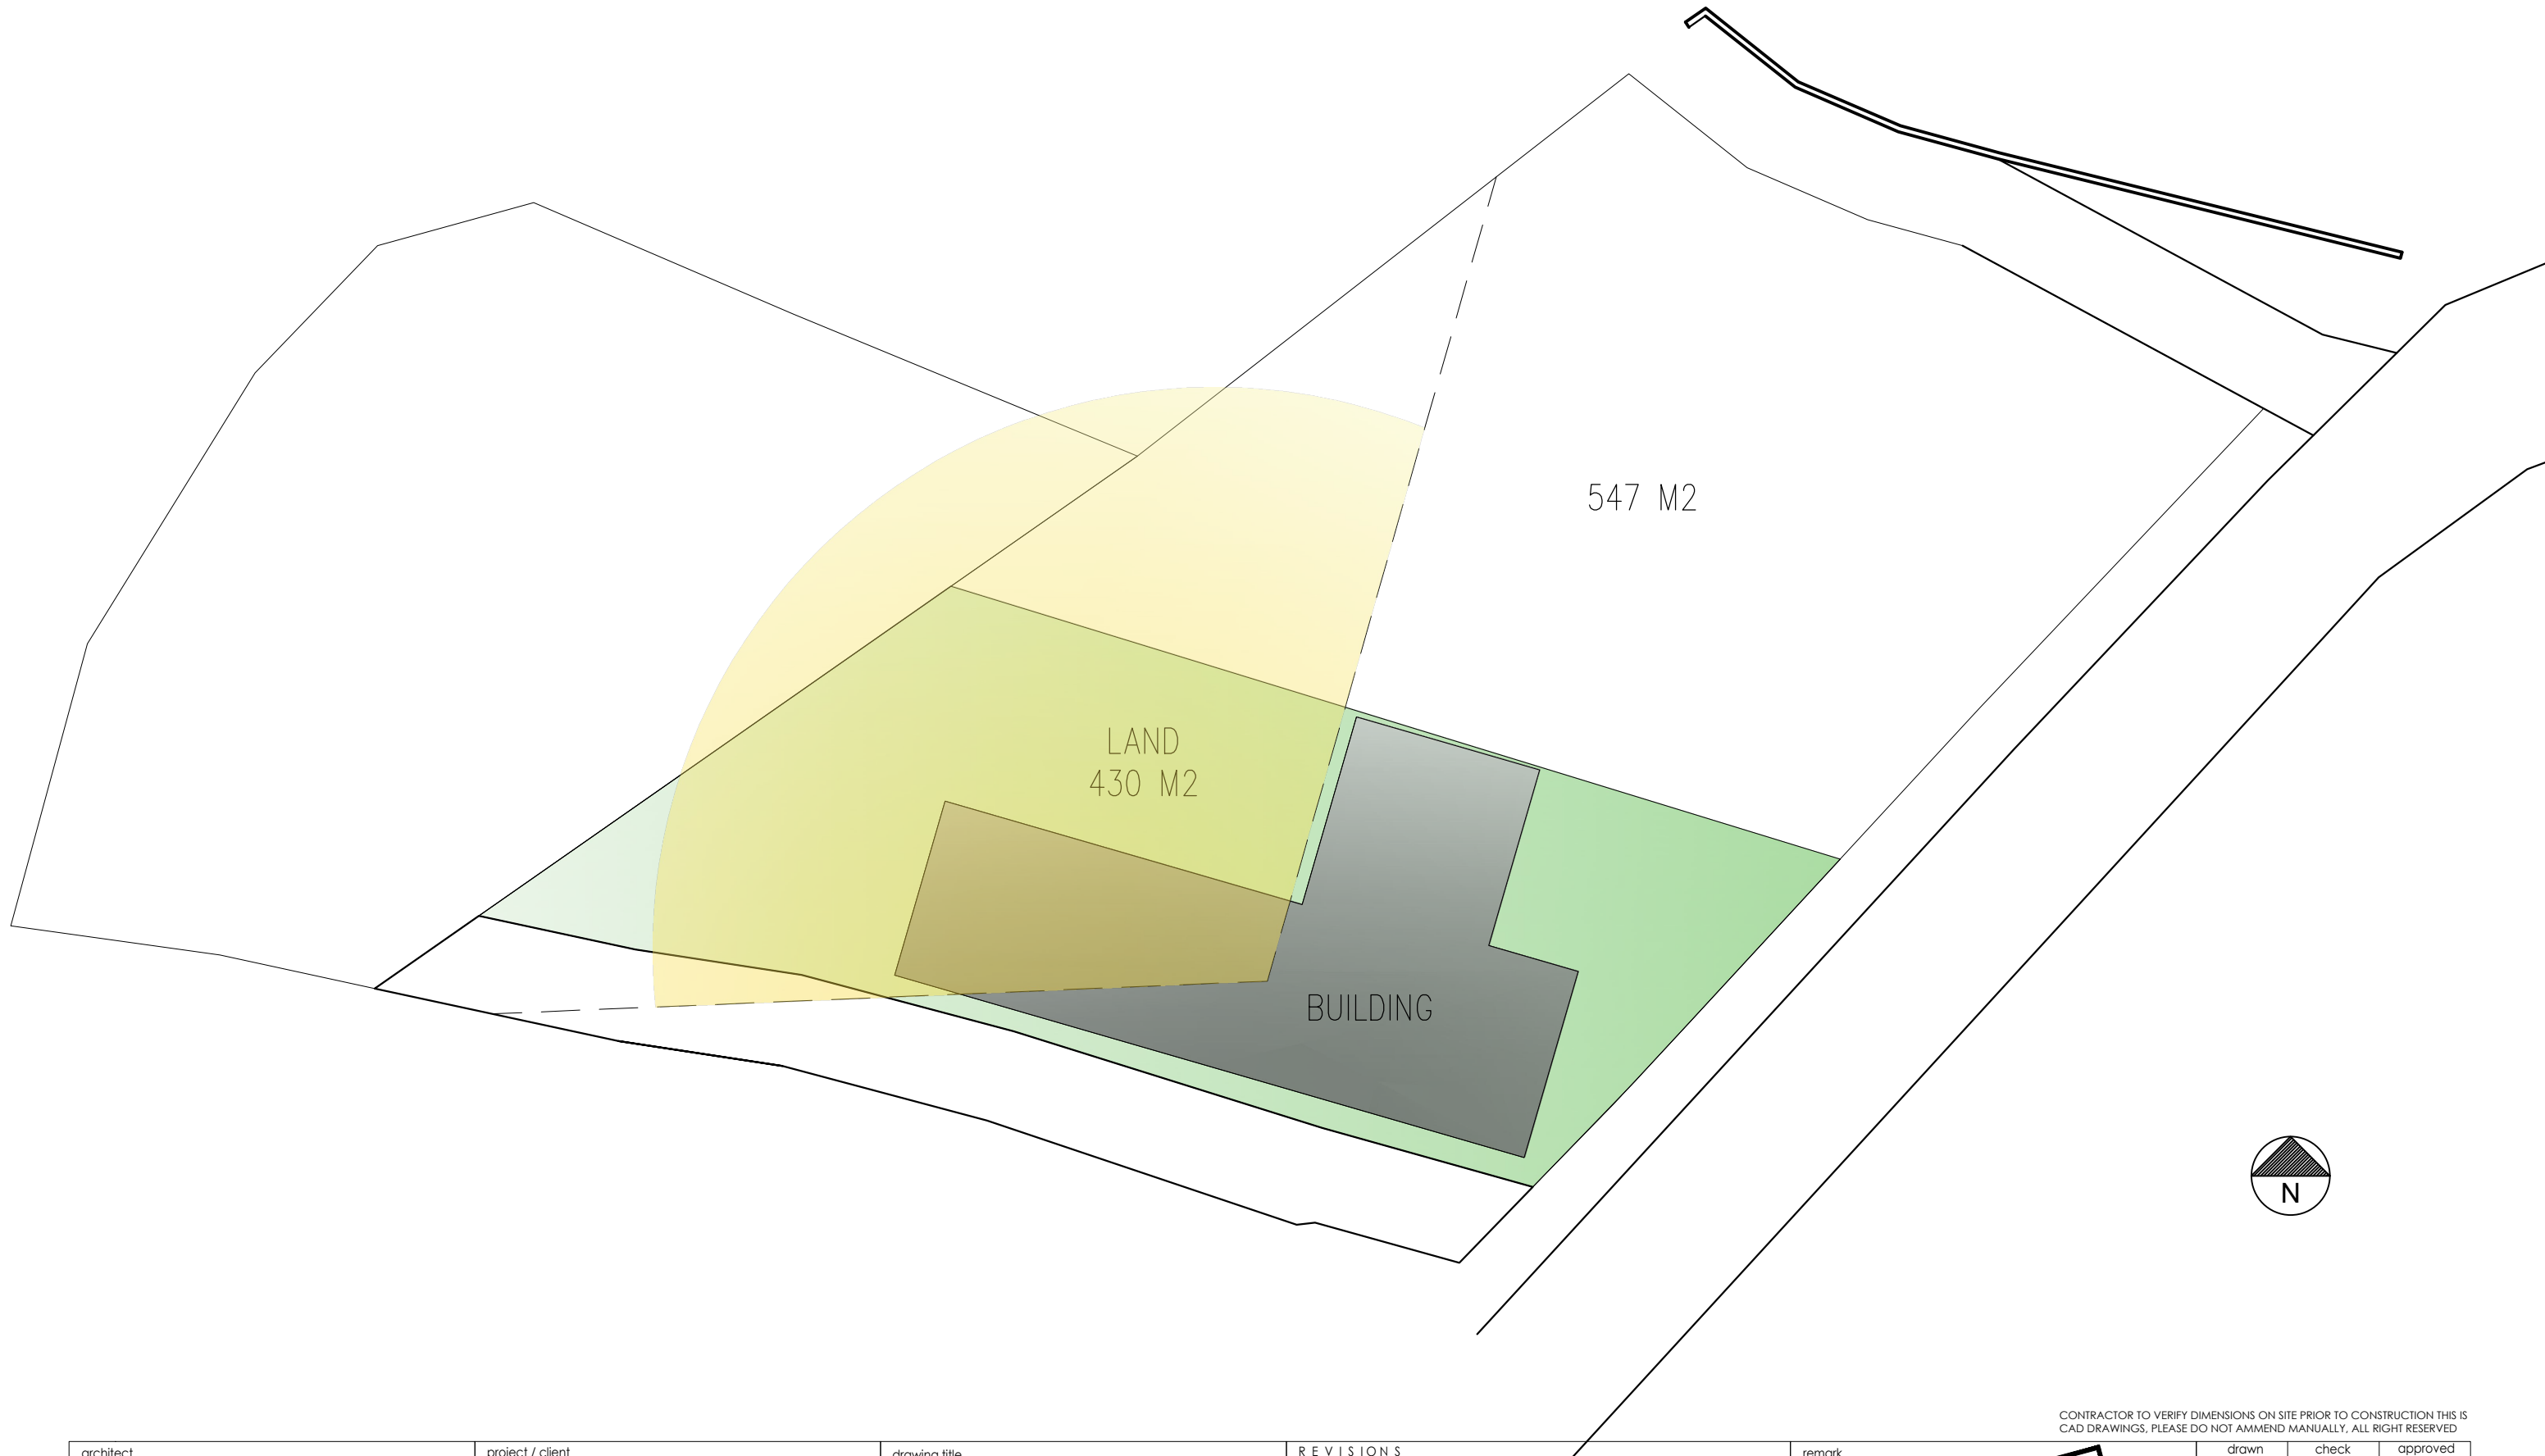 547 M2
LAND
430 M2
BUILDING
N
CONTRACTOR TO VERIFY DIMENSIONS ON SITE PRIOR TO CONSTRUCTION THIS IS
CAD DRAWINGS, PLEASE DO NOT AMMEND MANUALLY, ALL RIGHT RESERVED
architect
project / client
drawing title
REVISIONS
remark
drawn
check
approved